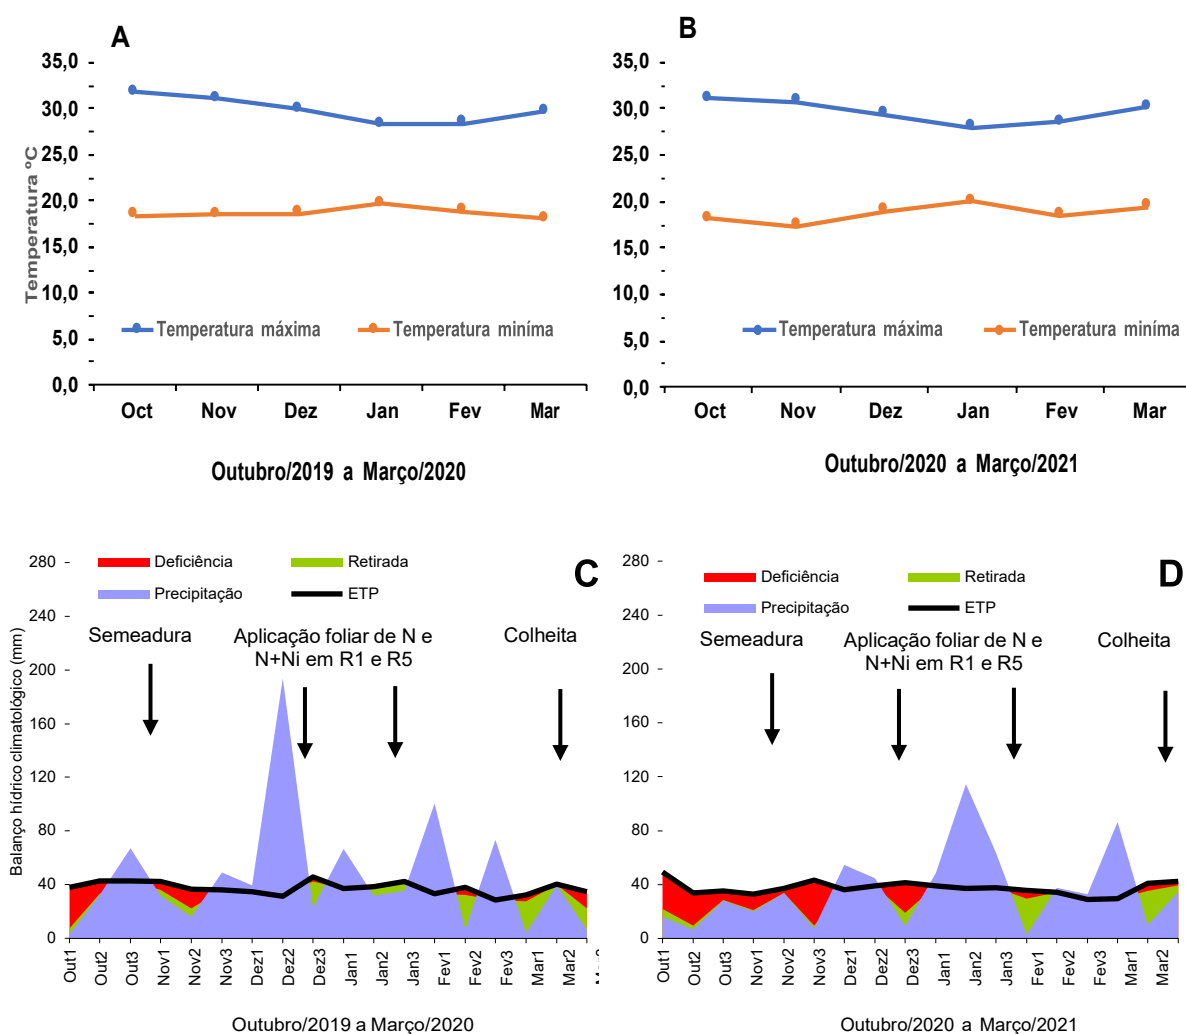 A
35,0
30,0
25,0
20,0
15,0
10,0
5,0
0,0
Temperatura ºC
Temperatura máxima
Temperatura miníma
Oct Nov Dez Jan Fev Mar
Outubro/2019 a Março/2020
B
35,0
30,0
25,0
20,0
15,0
10,0
5,0
0,0
Temperatura máxima
Temperatura miníma
Oct Nov Dez Jan Fev Mar
Outubro/2020 a Março/2021
C
280
240
200
160
120
80
40
0
Balanço hídrico climatológico (mm)
Deficiência
Retirada
Precipitação
ETP
Semeadura
Aplicação foliar de N e
N+Ni em R1 e R5
Colheita
Out1 Out2 Out3 Nov1 Nov2 Nov3 Dez1 Dez2 Dez3 Jan1 Jan2 Jan3 Fev1 Fev2 Fev3 Mar1 Mar2
Outubro/2019 a Março/2020
D
280
240
200
160
120
80
40
0
Deficiência
Retirada
Precipitação
ETP
Semeadura
Aplicação foliar de N e
N+Ni em R1 e R5
Colheita
Out1 Out2 Out3 Nov1 Nov2 Nov3 Dez1 Dez2 Dez3 Jan1 Jan2 Jan3 Fev1 Fev2 Fev3 Mar1 Mar2
Outubro/2020 a Março/2021